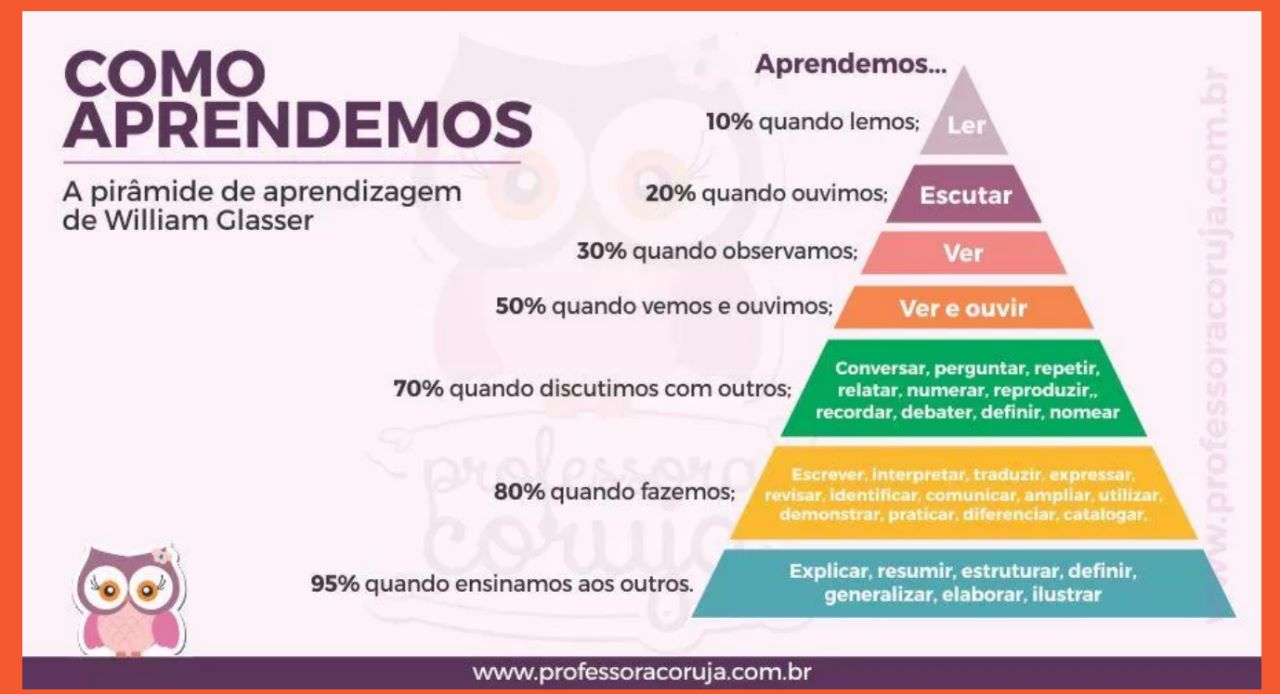 COMO
APRENDEMOS
A pirâmide de aprendizagem
de William Glasser
Aprendemos...
10% quando lemos;
Ler
20% quando ouvimos;
Escutar
30% quando observamos;
Ver
50% quando vemos e ouvimos;
Ver e ouvir
70% quando discutimos com outros;
Conversar, perguntar, repetir,
relatar, numerar, reproduzir,,
recordar, debater, definir, nomear
80% quando fazemos;
Escrever, interpretar, traduzir, expressar,
revisar, identificar, comunicar, ampliar, utilizar,
demonstrar, praticar, diferenciar, catalogar,
95% quando ensinamos aos outros.
Explicar, resumir, estruturar, definir,
generalizar, elaborar, ilustrar
professora
coruja
www.professoracoruja.com.br
www.professoracoruja.com.br